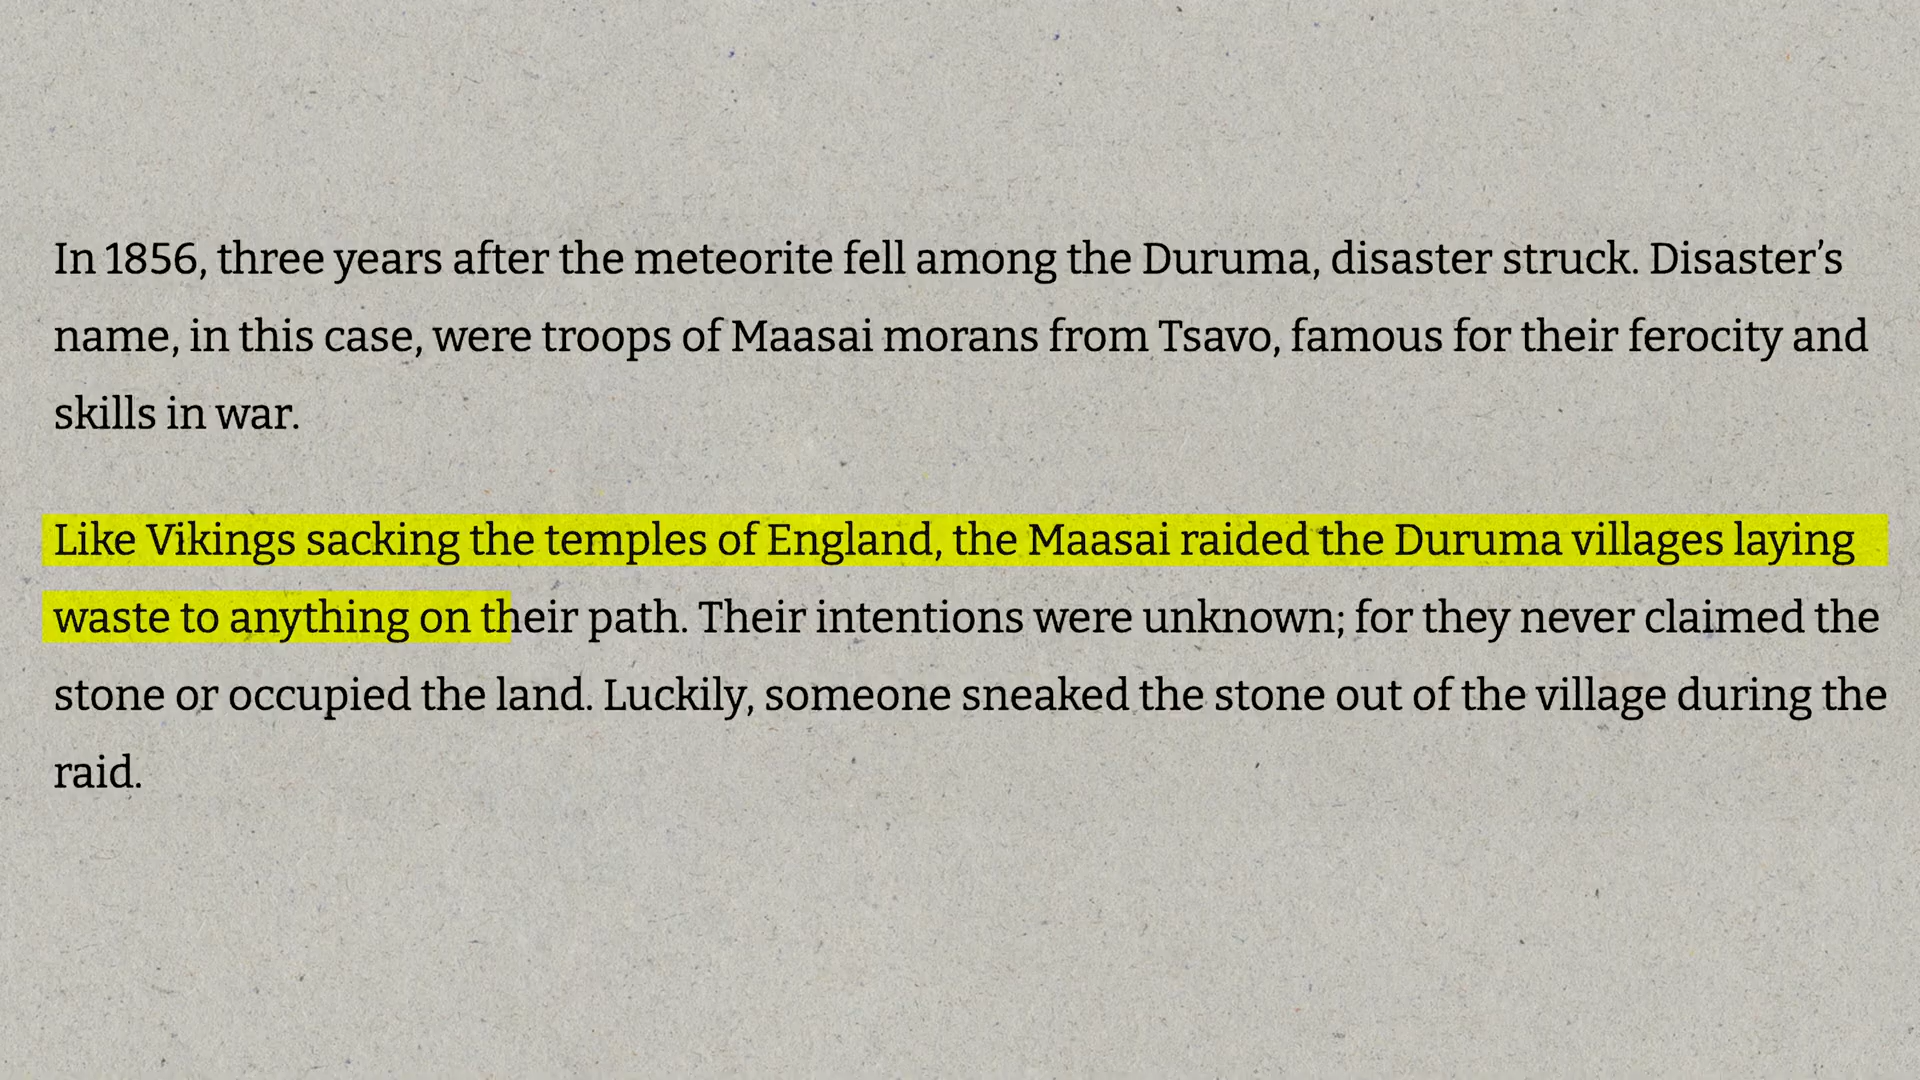 In 1856, three years after the meteorite fell among the Duruma, disaster struck. Disaster’s
name, in this case, were troops of Maasai morans from Tsavo, famous for their ferocity and
skills in war.
Like Vikings sacking the temples of England, the Maasai raided the Duruma villages laying
waste to anything on their path. Their intentions were unknown; for they never claimed the
stone or occupied the land. Luckily, someone sneaked the stone out of the village during the
raid.